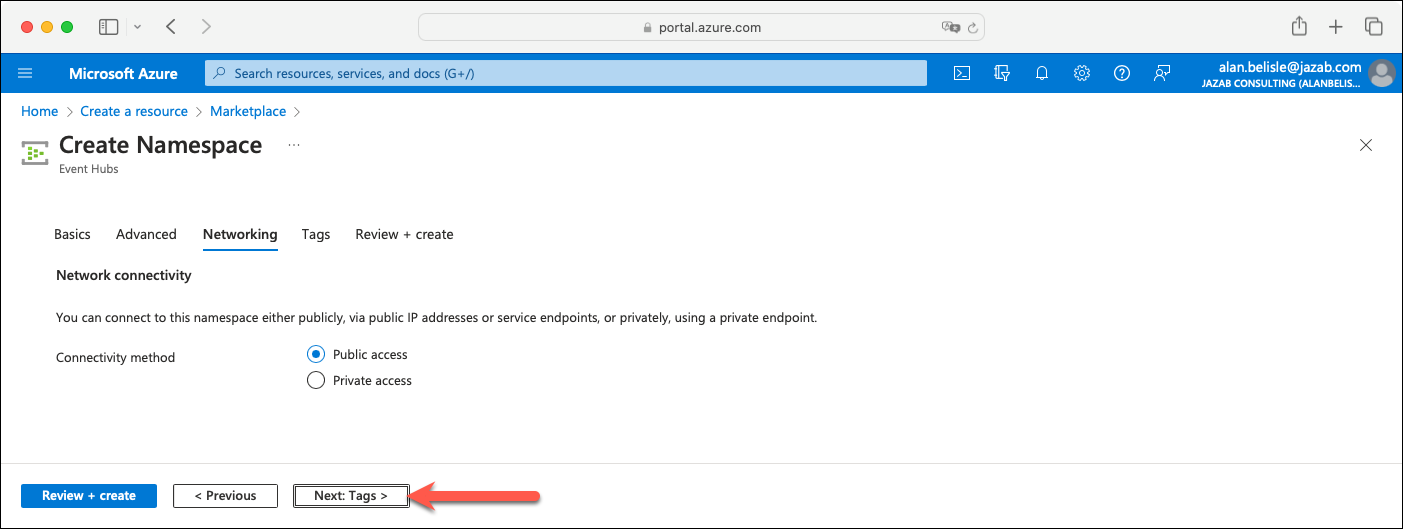 portal.azure.com
Microsoft Azure
Search resources, services, and docs (G+/)
alan.belisle@jazab.com
JAZAB CONSULTING (ALANBELIS...
Home > Create a resource > Marketplace >
Create Namespace ...
Event Hubs
Basics Advanced Networking Tags Review + create
Network connectivity
You can connect to this namespace either publicly, via public IP addresses or service endpoints, or privately, using a private endpoint.
Connectivity method
Public access
Private access
Review + create
< Previous
Next: Tags >